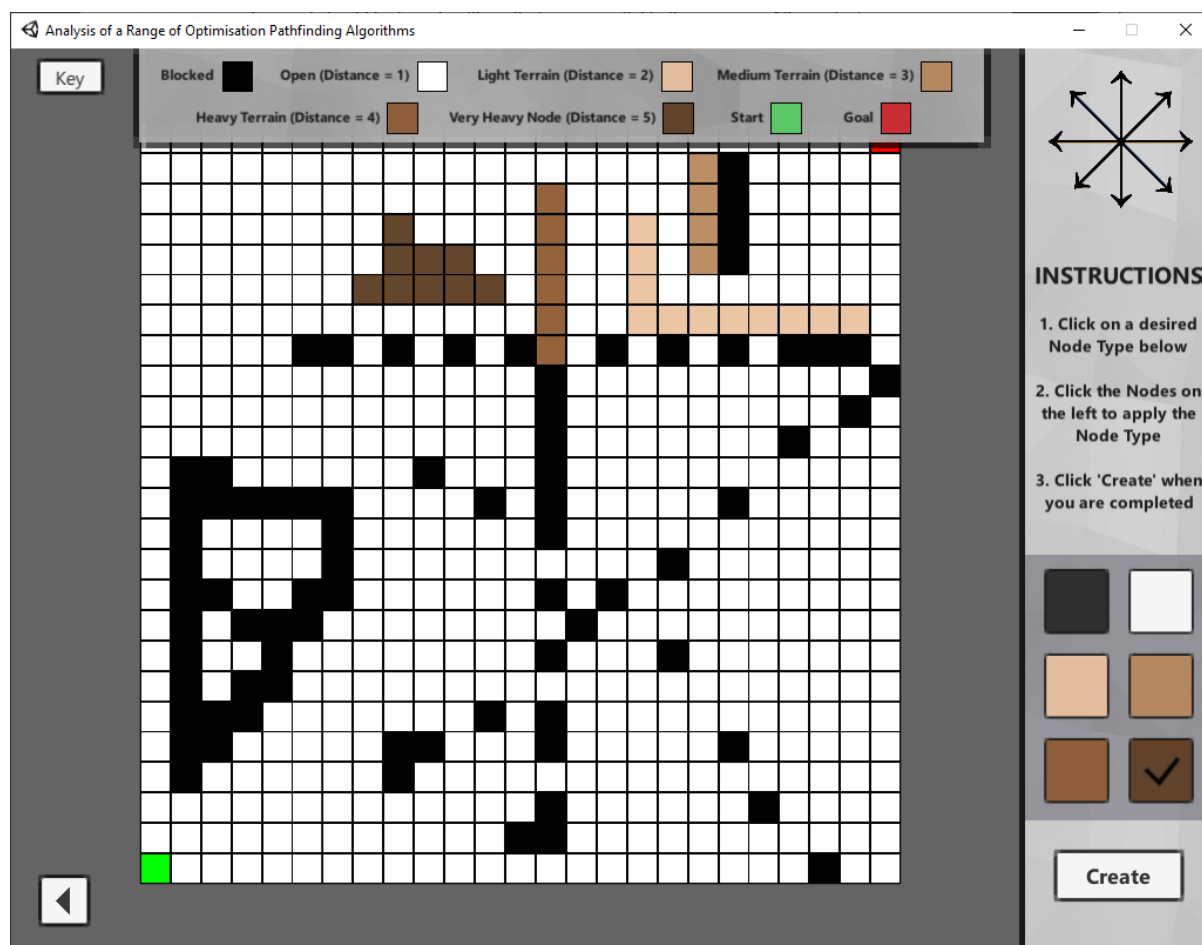 Analysis of a Range of Optimisation Pathfinding Algorithms
Key
Blocked
Open (Distance = 1)
Light Terrain (Distance = 2)
Medium Terrain (Distance = 3)
Heavy Terrain (Distance = 4)
Very Heavy Node (Distance = 5)
Start
Goal
INSTRUCTIONS
1. Click on a desired
Node Type below
2. Click the Nodes on
the left to apply the
Node Type
3. Click 'Create' when
you are completed
Create